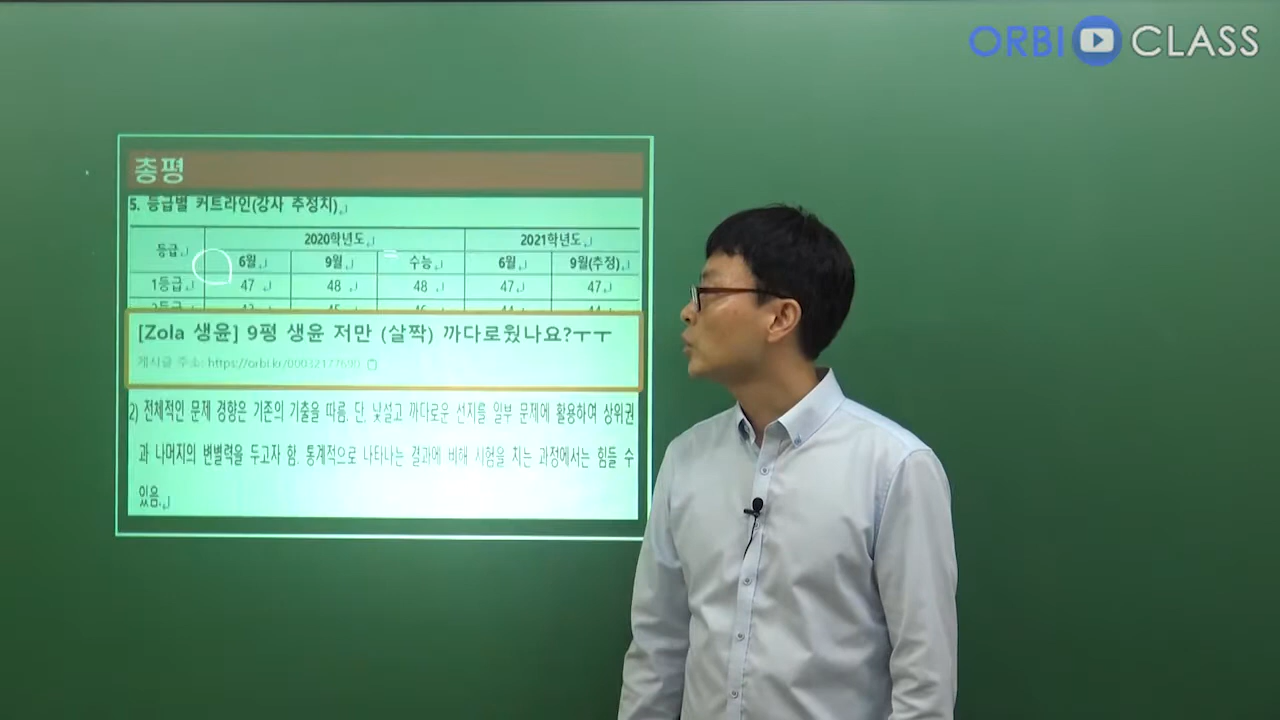 ORBI CLASS
총평
5. 등급별 커트라인(강사 추정치)
등급 2020학년도 2021학년도
6월 9월 수능 6월 9월(추정)
1등급 47 48 48 47 47
[Zola 생윤] 9평 생윤 저만 (살짝) 까다로웠나요?ㅜㅜ
게시글 주소: https://orbi.kr/00032177690
2) 전체적인 문제 경향은 기존의 기출을 따름. 단, 낯설고 까다로운 선지를 일부 문제에 활용하여 상위권
과 나머지의 변별력을 두고자 함. 통계적으로 나타나는 결과에 비해 시험을 치는 과정에서는 힘들 수
있음.